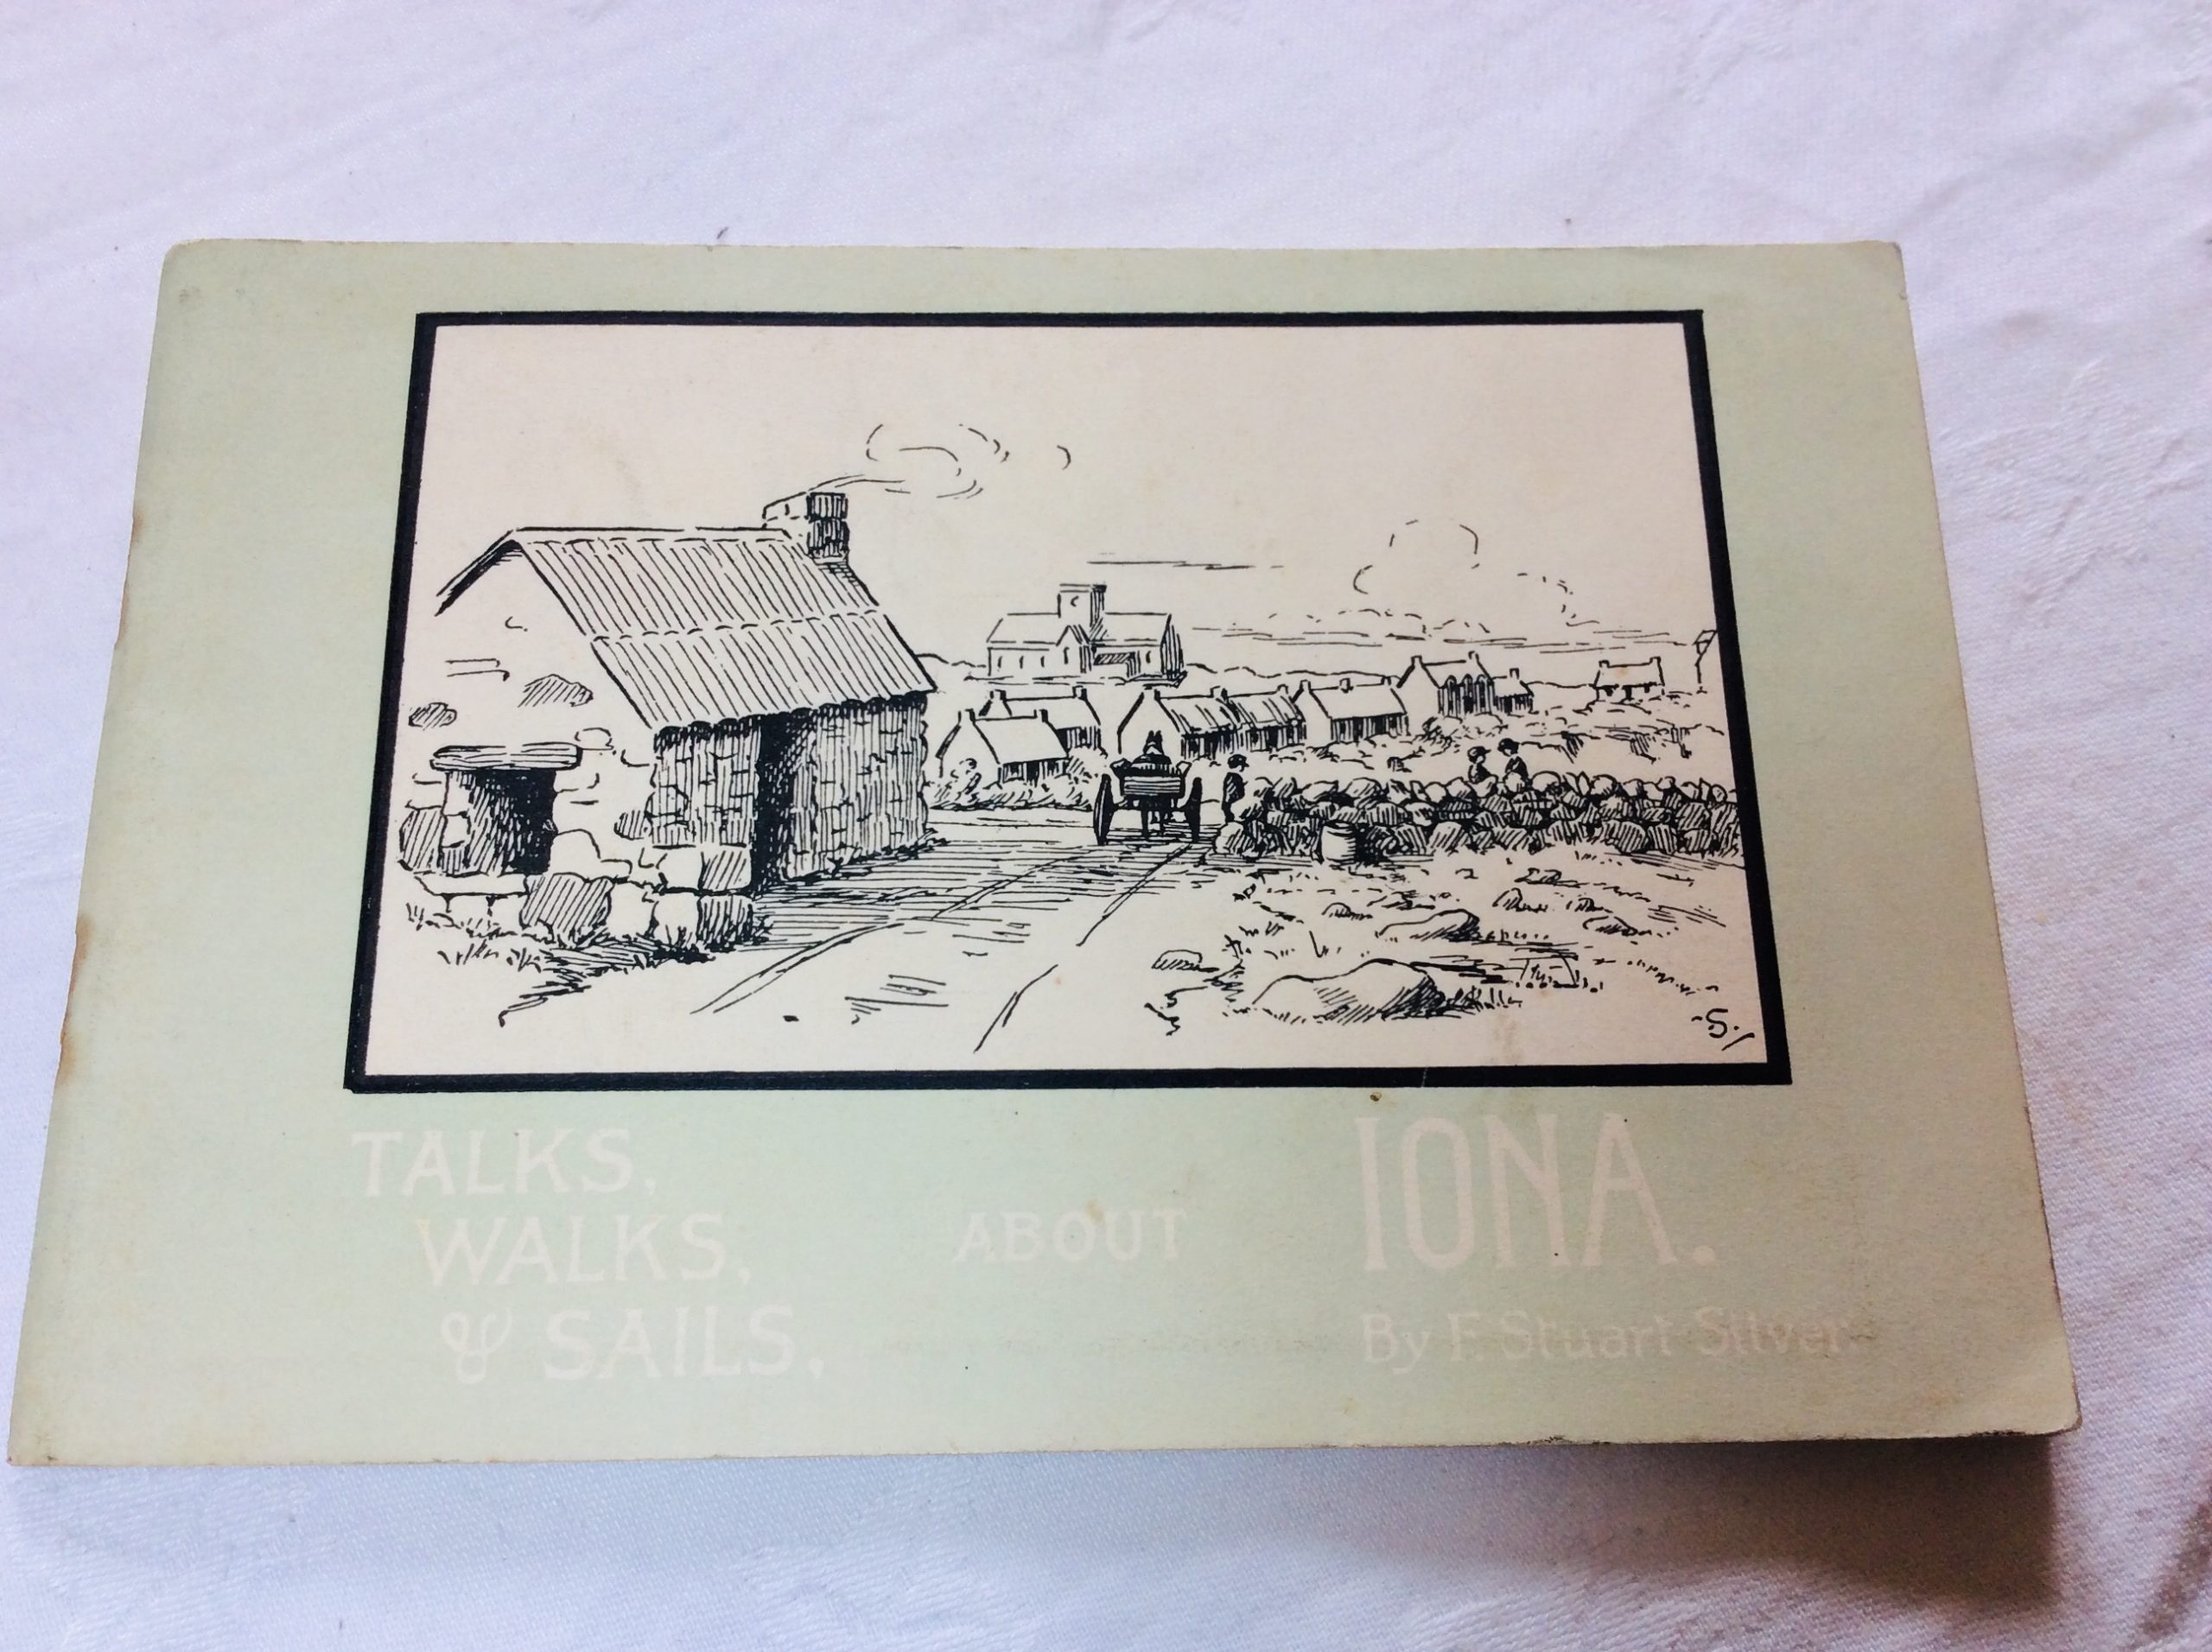 -S.
TALKS,
WALKS,
& SAILS,
ABOUT
IONA.
By F. Stuart Silver.